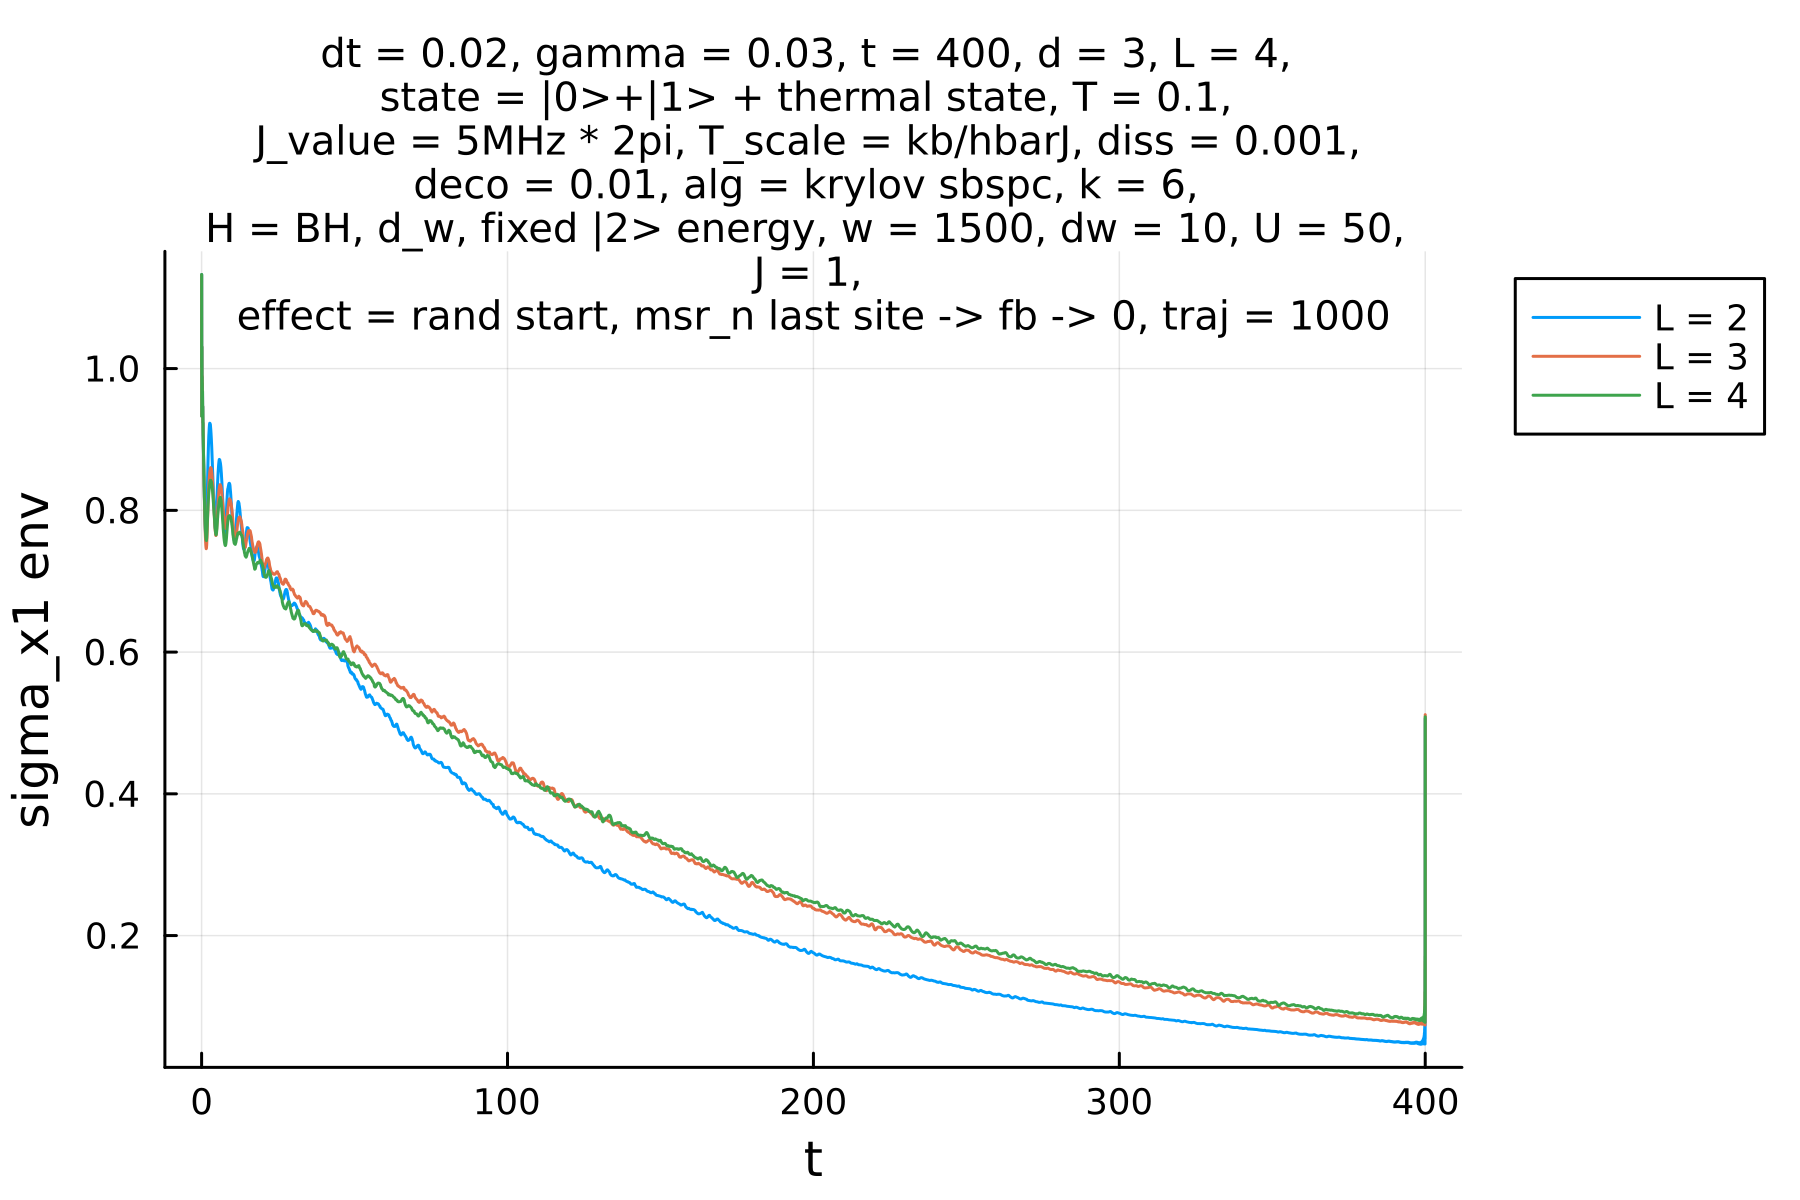 dt = 0.02, gamma = 0.03, t = 400, d = 3, L = 4,
state = |0>+|1> + thermal state, T = 0.1,
J_value = 5MHz * 2pi, T_scale = kb/hbarJ, diss = 0.001,
deco = 0.01, alg = krylov sbspc, k = 6,
H = BH, d_w, fixed |2> energy, w = 1500, dw = 10, U = 50,
J = 1,
effect = rand start, msr_n last site -> fb -> 0, traj = 1000
L = 2
L = 3
L = 4
sigma_x1 env
1.0
0.8
0.6
0.4
0.2
0
100
200
300
400
t